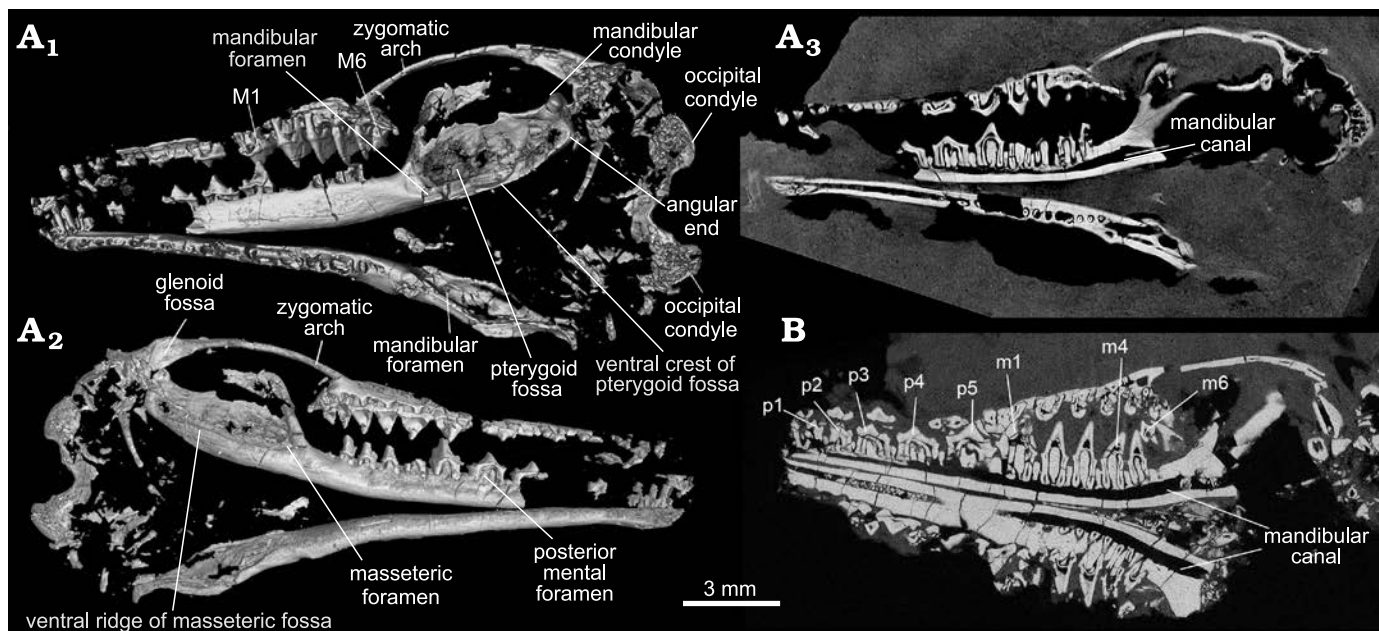 A1
mandibular
foramen
zygomatic
arch
M6
M1
mandibular
condyle
occipital
condyle
angular
end
occipital
condyle
mandibular
foramen
pterygoid
fossa
ventral crest of
pterygoid fossa
A3
mandibular
canal
A2
glenoid
fossa
zygomatic
arch
ventral ridge of masseteric fossa
masseteric
foramen
posterior
mental
foramen
3 mm
B
p1
p2
p3
p4
p5
m1
m4
m6
mandibular
canal